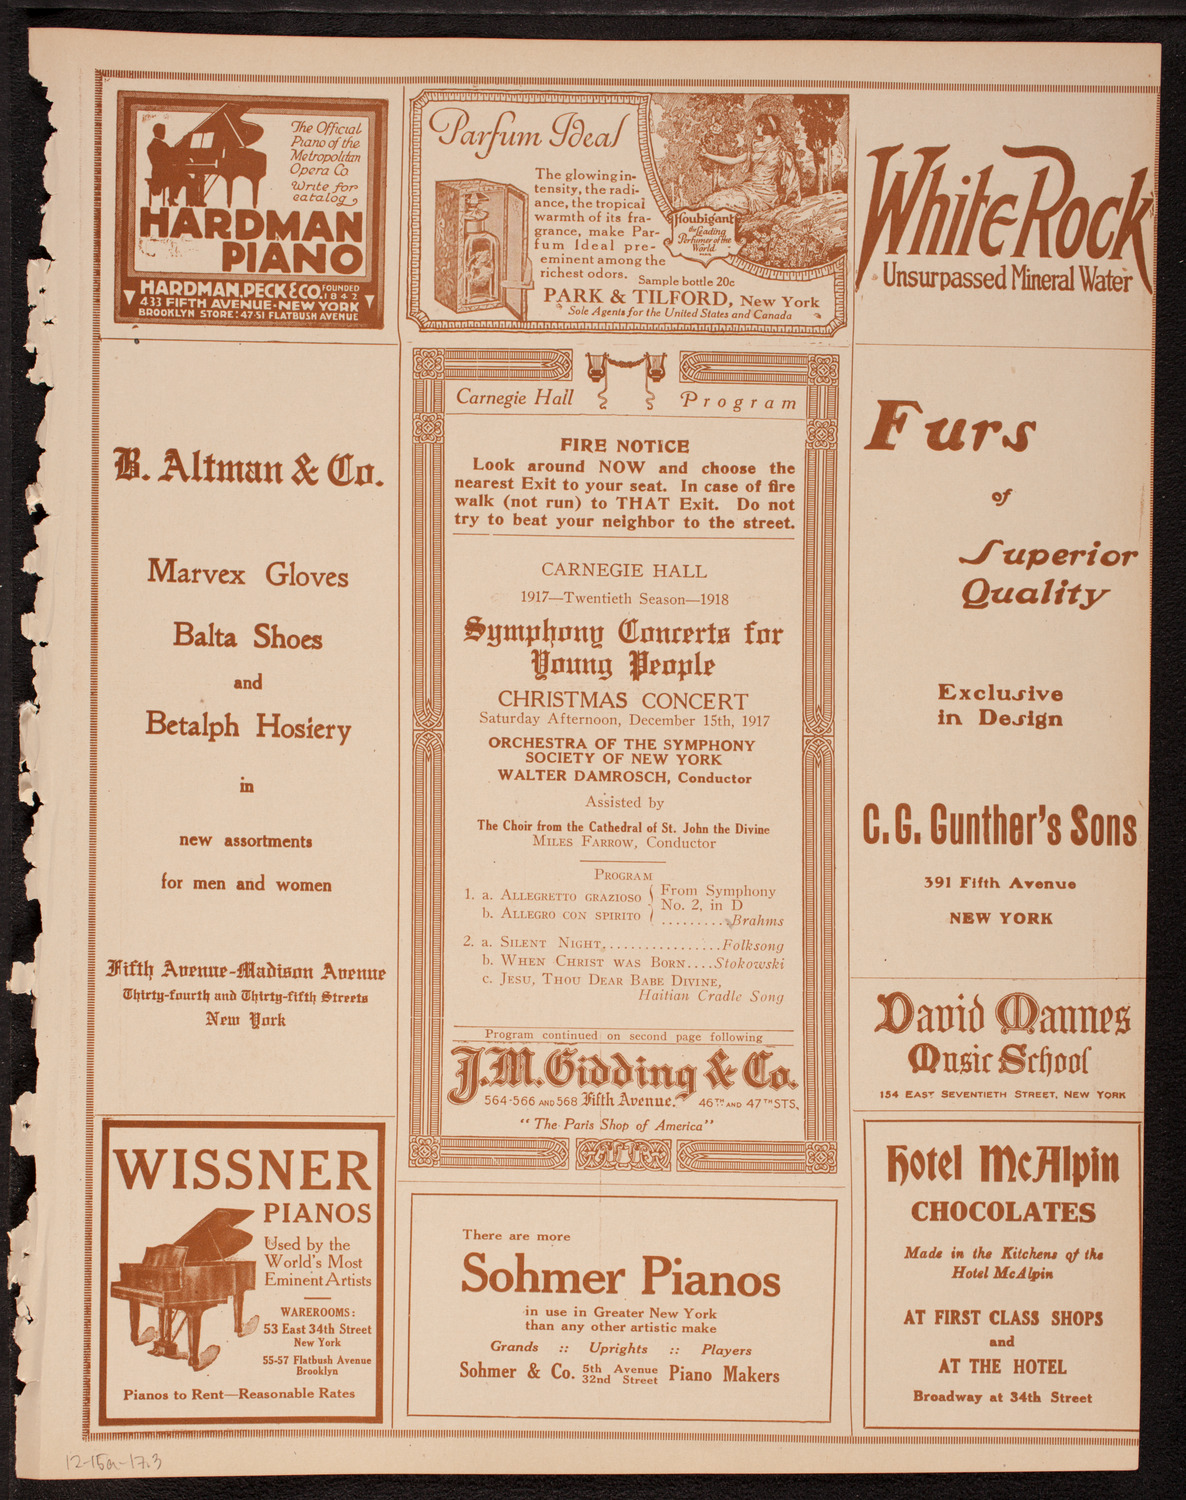 The Official
Piano of the
Metropolitan
Opera Co
Write for
catalog
HARDMAN
PIANO
HARDMAN, PECK & CO. FOUNDED 1842
433 FIFTH AVENUE · NEW YORK
BROOKLYN STORE: 47-51 FLATBUSH AVENUE
Parfum Ideal
The glowing in-
tensity, the radi-
ance, the tropical
warmth of its fra-
grance, make Par-
fum Ideal pre-
eminent among the
richest odors.
Houbigant
the Leading
Perfumer of the
World.
PARIS
Sample bottle 20c
PARK & TILFORD, New York
Sole Agents for the United States and Canada
White Rock
Unsurpassed Mineral Water
B. Altman & Co.
Marvex Gloves
Balta Shoes
and
Betalph Hosiery
in
new assortments
for men and women
Fifth Avenue-Madison Avenue
Thirty-fourth and Thirty-fifth Streets
New York
Carnegie Hall Program
FIRE NOTICE
Look around NOW and choose the
nearest Exit to your seat. In case of fire
walk (not run) to THAT Exit. Do not
try to beat your neighbor to the street.
CARNEGIE HALL
1917—Twentieth Season—1918
Symphony Concerts for
Young People
CHRISTMAS CONCERT
Saturday Afternoon, December 15th, 1917
ORCHESTRA OF THE SYMPHONY
SOCIETY OF NEW YORK
WALTER DAMROSCH, Conductor
Assisted by
The Choir from the Cathedral of St. John the Divine
MILES FARROW, Conductor
PROGRAM
1. a. ALLEGRETTO GRAZIOSO { From Symphony
No. 2, in D
b. ALLEGRO CON SPIRITO { .........Brahms
2. a. SILENT NIGHT.................Folksong
b. WHEN CHRIST WAS BORN....Stokowski
c. JESU, THOU DEAR BABE DIVINE,
Haitian Cradle Song
Program continued on second page following
J. M. Gidding & Co.
564-566 AND 568 Fifth Avenue. 46TH AND 47TH STS.
"The Paris Shop of America"
Furs
of
Superior
Quality
Exclusive
in Design
C. G. Gunther's Sons
391 Fifth Avenue
NEW YORK
David Mannes
Music School
154 EAST SEVENTIETH STREET, NEW YORK
WISSNER
PIANOS
Used by the
World's Most
Eminent Artists
WAREROOMS:
53 East 34th Street
New York
55-57 Flatbush Avenue
Brooklyn
Pianos to Rent—Reasonable Rates
There are more
Sohmer Pianos
in use in Greater New York
than any other artistic make
Grands :: Uprights :: Players
Sohmer & Co. 5th Avenue 32nd Street Piano Makers
Hotel McAlpin
CHOCOLATES
Made in the Kitchens of the
Hotel McAlpin
AT FIRST CLASS SHOPS
and
AT THE HOTEL
Broadway at 34th Street
12-15a-17.3